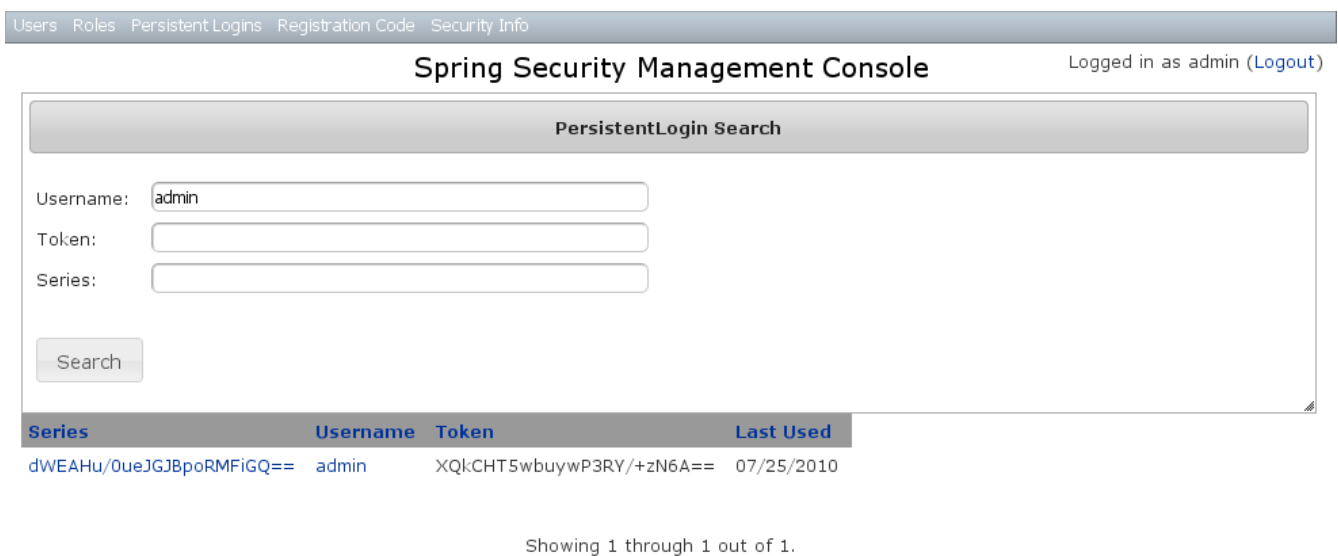 Users Roles Persistent Logins Registration Code Security Info
Spring Security Management Console
Logged in as admin (Logout)
PersistentLogin Search
Username: admin
Token:
Series:
Search
Series Username Token Last Used
dWEAHu/0ueJGJBpoRMFiGQ== admin XQkCHT5wbuywP3RY/+zN6A== 07/25/2010
Showing 1 through 1 out of 1.